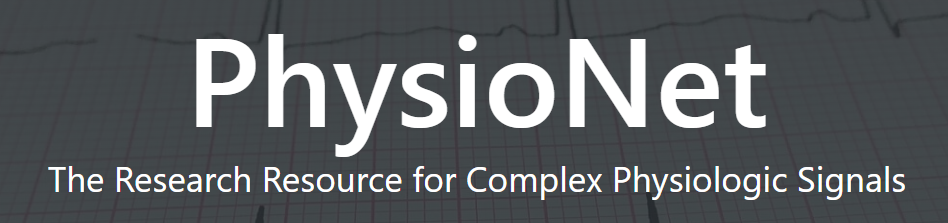 PhysioNet
The Research Resource for Complex Physiologic Signals